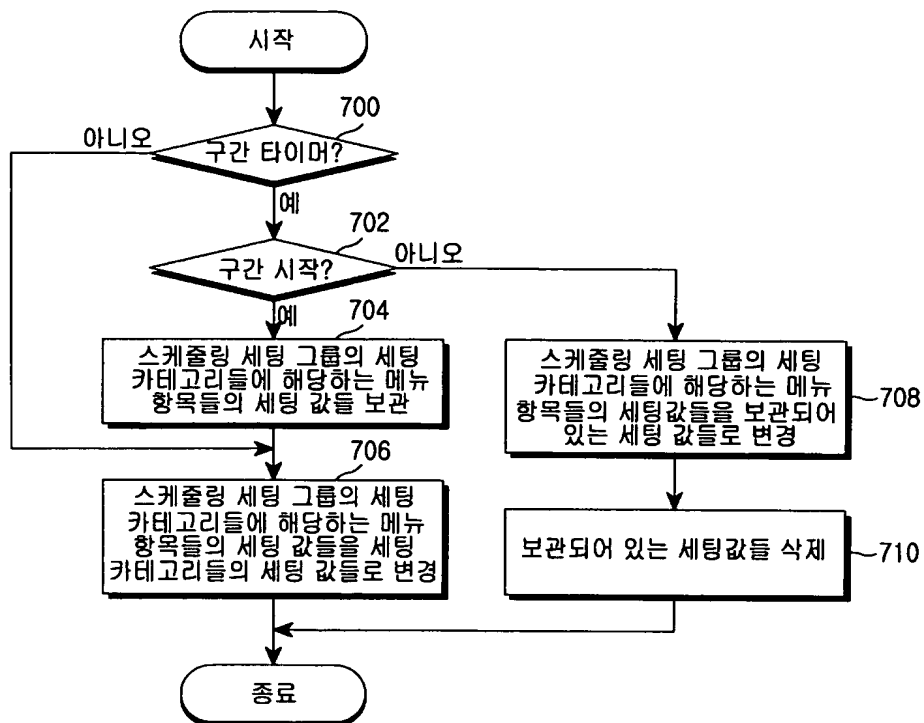 시작
700
아니오
구간 타이머?
예
702
아니오
구간 시작?
예
704
스케줄링 세팅 그룹의 세팅
카테고리들에 해당하는 메뉴
항목들의 세팅 값들 보관
스케줄링 세팅 그룹의 세팅
카테고리들에 해당하는 메뉴
항목들의 세팅값들을 보관되어
있는 세팅 값들로 변경
708
706
스케줄링 세팅 그룹의 세팅
카테고리들에 해당하는 메뉴
항목들의 세팅 값들을 세팅
카테고리들의 세팅 값들로 변경
보관되어 있는 세팅값들 삭제
710
종료